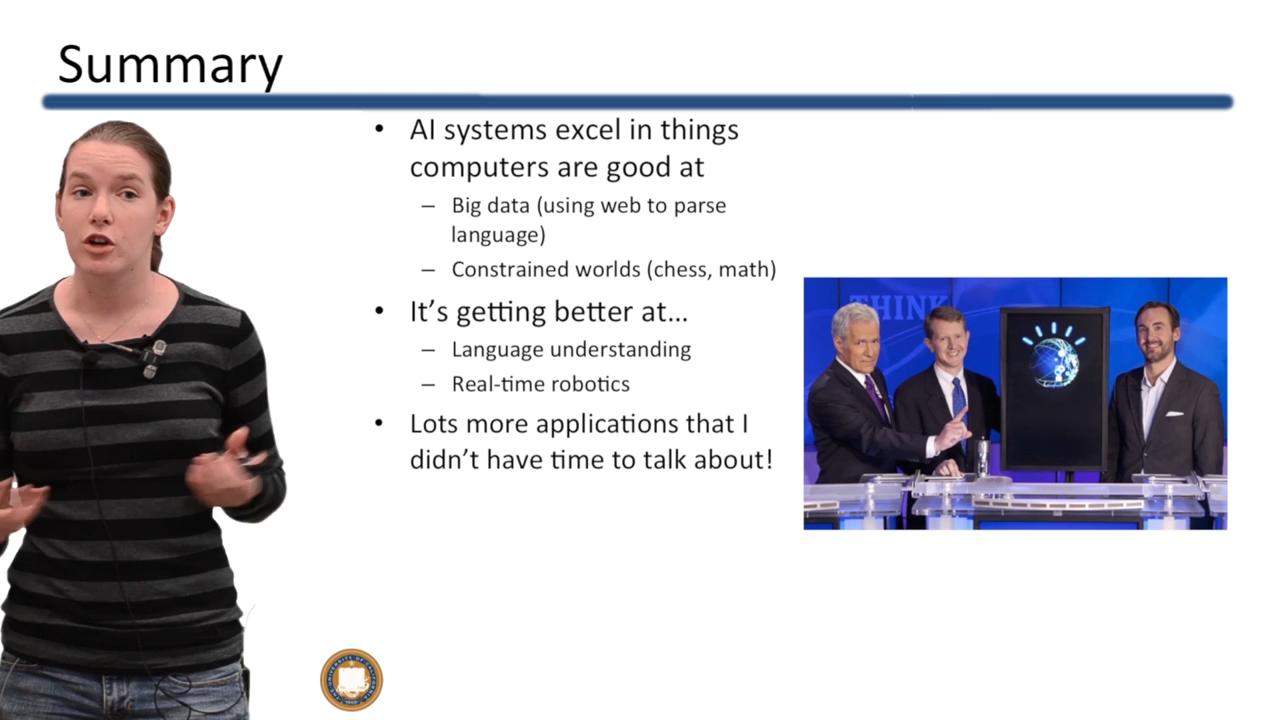 Summary
• AI systems excel in things
computers are good at
– Big data (using web to parse
language)
– Constrained worlds (chess, math)
• It’s getting better at…
– Language understanding
– Real-time robotics
• Lots more applications that I
didn’t have time to talk about!
THINK